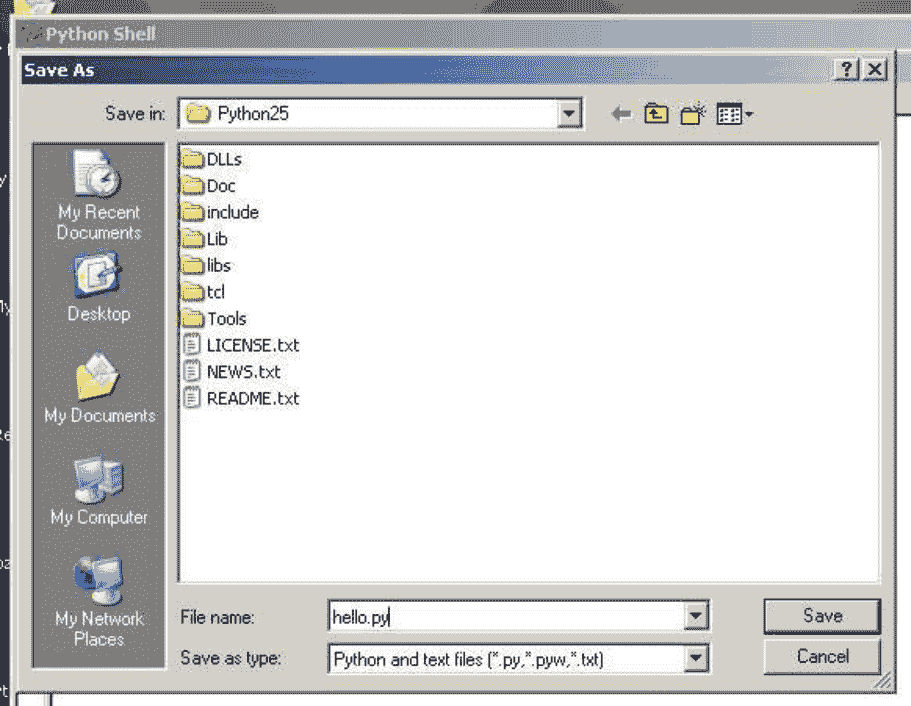 Python Shell
Save As
Save in:
Python25
My Recent
Documents
Desktop
My Documents
My Computer
My Network
Places
DLLs
Doc
include
Lib
libs
tcl
Tools
LICENSE.txt
NEWS.txt
README.txt
File name:
hello.py
Save
Save as type:
Python and text files (*.py,*.pyw,*.txt)
Cancel